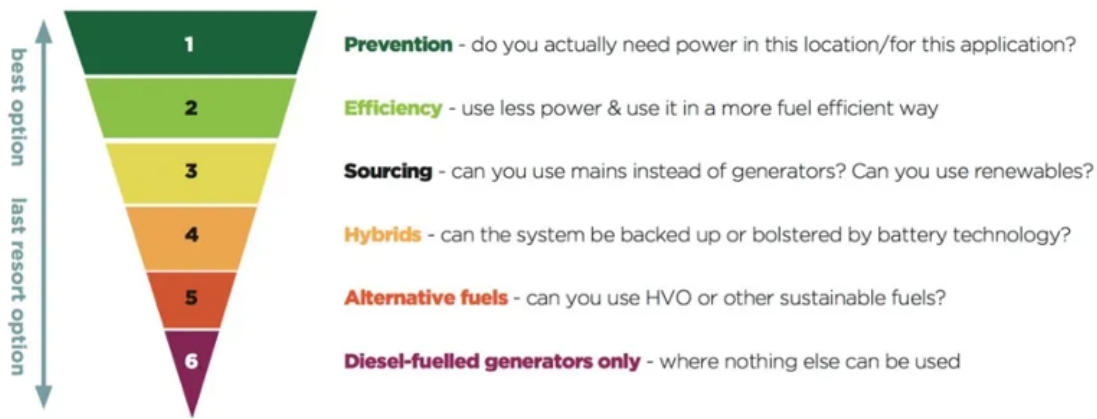 best option
last resort option
1
Prevention - do you actually need power in this location/for this application?
2
Efficiency - use less power & use it in a more fuel efficient way
3
Sourcing - can you use mains instead of generators? Can you use renewables?
4
Hybrids - can the system be backed up or bolstered by battery technology?
5
Alternative fuels - can you use HVO or other sustainable fuels?
6
Diesel-fuelled generators only - where nothing else can be used